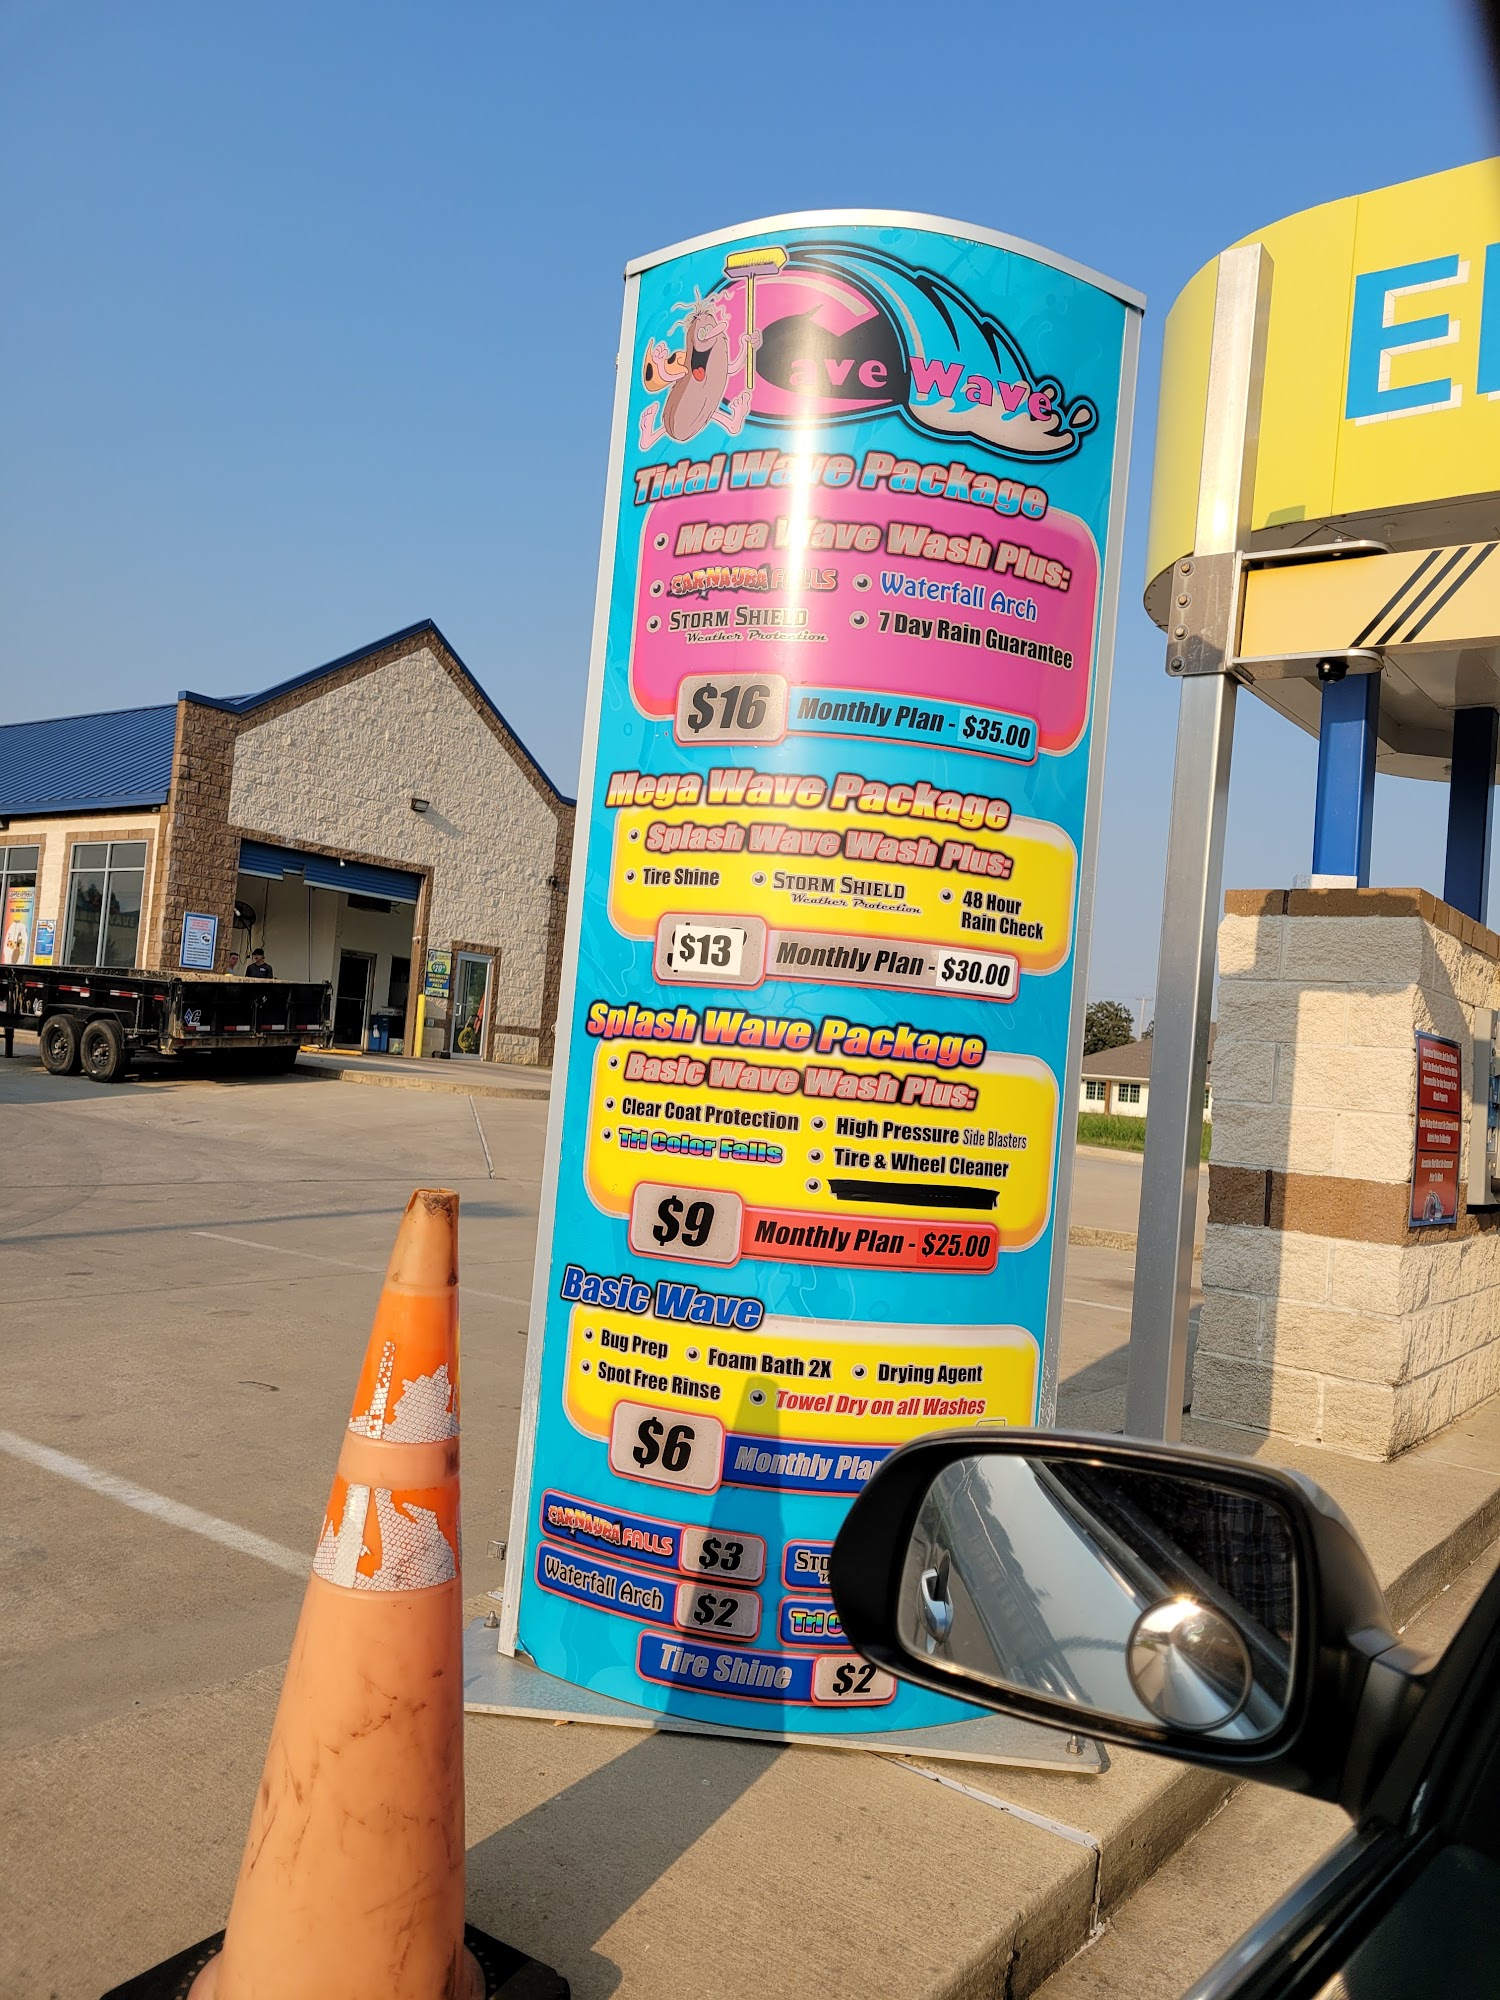 Cave Wave
Tidal Wave Package
Mega Wave Wash Plus:
CARNAUBA FALLS
Waterfall Arch
STORM SHIELD
Weather Protection
7 Day Rain Guarantee
$16
Monthly Plan - $35.00
Mega Wave Package
Splash Wave Wash Plus:
Tire Shine
STORM SHIELD
Weather Protection
48 Hour
Rain Check
$13
Monthly Plan - $30.00
Splash Wave Package
Basic Wave Wash Plus:
Clear Coat Protection
High Pressure Side Blasters
Tri Color Falls
Tire & Wheel Cleaner
$9
Monthly Plan - $25.00
Basic Wave
Bug Prep
Foam Bath 2X
Drying Agent
Spot Free Rinse
Towel Dry on all Washes
$6
Monthly Plan
CARNAUBA FALLS $3
Waterfall Arch $2
Tri
Tire Shine $2
E